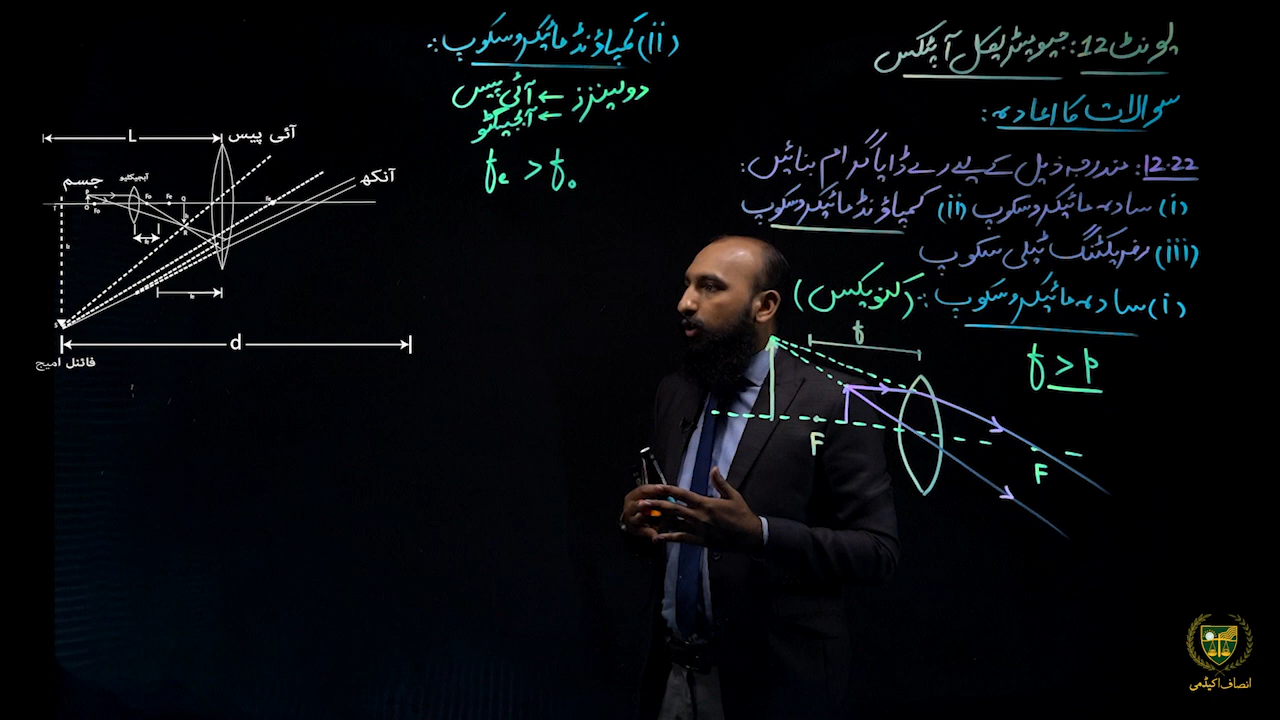 یونٹ 12: جیومیٹریکل آپٹکس
سوالات کا اعادہ:
12.22: مندرجہ ذیل کے لیے رے ڈایاگرام بنائیں:
(i) سادہ مائیکروسکوپ (ii) کمپاؤنڈ مائیکروسکوپ
(iii) رفریکٹنگ ٹیلی سکوپ
(i) سادہ مائیکروسکوپ: (کنویکس)
f > p
f
F
F
(ii) کمپاؤنڈ مائیکروسکوپ:
دو لینزز ← آئی پیس
← آبجیکٹو
fe > fo
L
آئی پیس
آبجیکٹیو
جسم
آنکھ
d
فائنل امیج
انصاف اکیڈمی